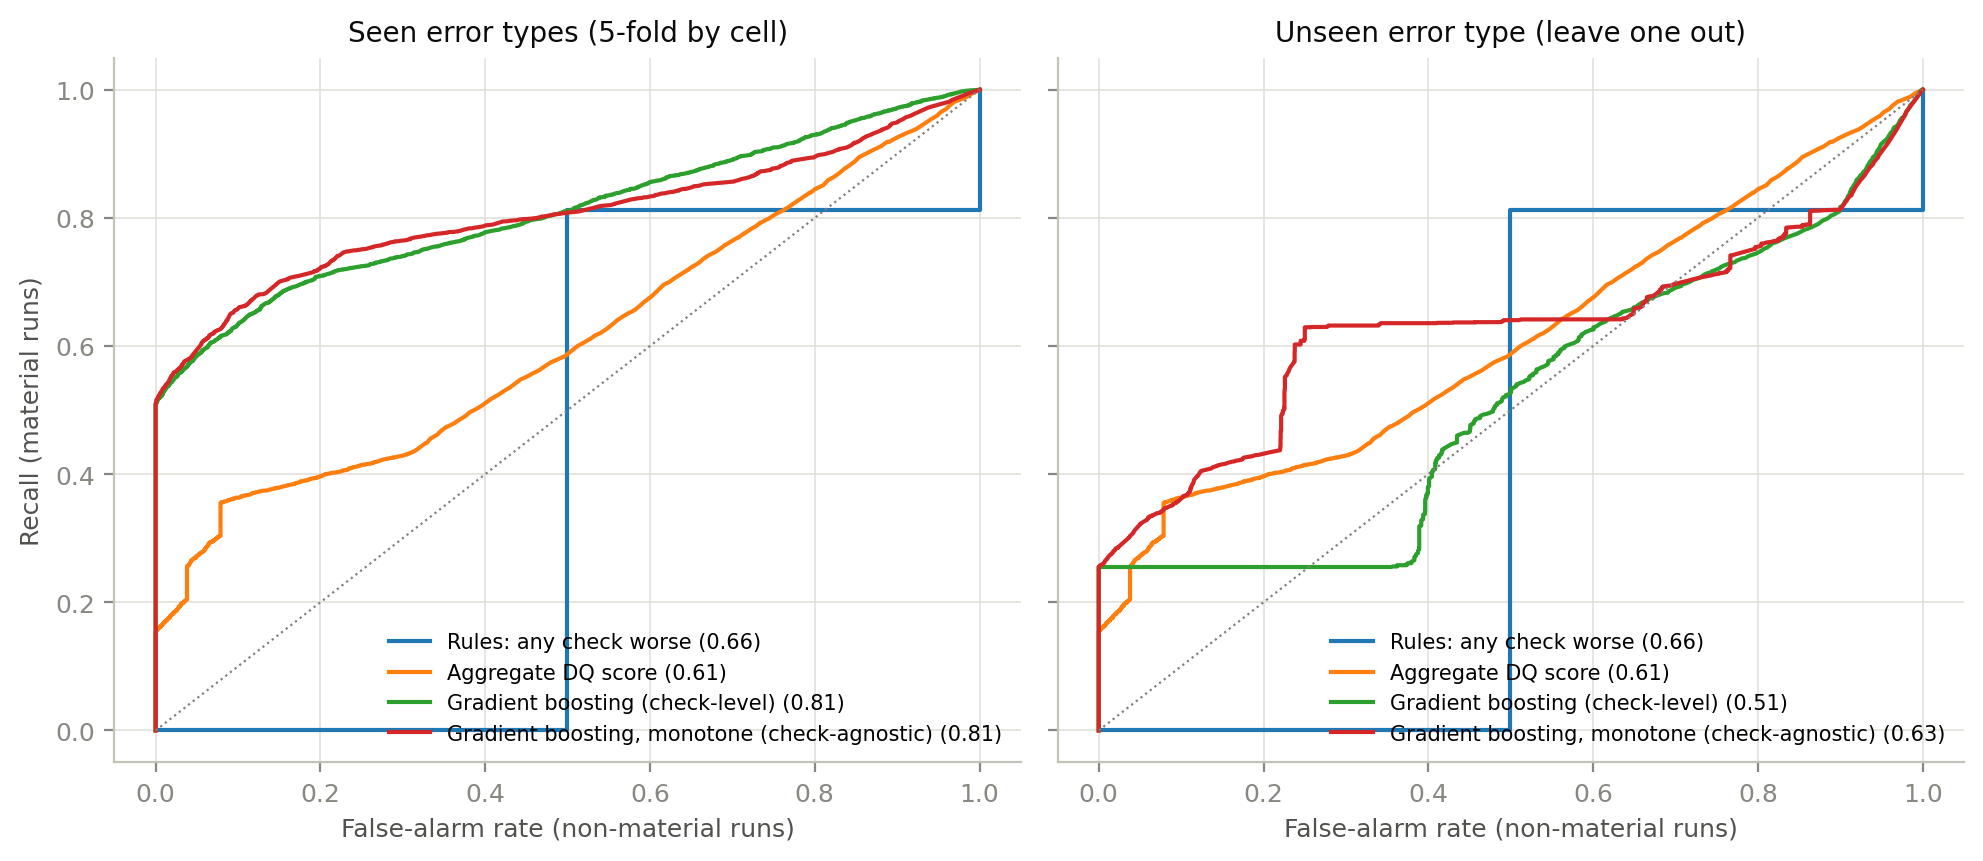 Seen error types (5-fold by cell)
Unseen error type (leave one out)
Recall (material runs)
1.0
0.8
0.6
0.4
0.2
0.0
Rules: any check worse (0.66)
Aggregate DQ score (0.61)
Gradient boosting (check-level) (0.81)
Gradient boosting, monotone (check-agnostic) (0.81)
0.0 0.2 0.4 0.6 0.8 1.0
False-alarm rate (non-material runs)
Rules: any check worse (0.66)
Aggregate DQ score (0.61)
Gradient boosting (check-level) (0.51)
Gradient boosting, monotone (check-agnostic) (0.63)
0.0 0.2 0.4 0.6 0.8 1.0
False-alarm rate (non-material runs)